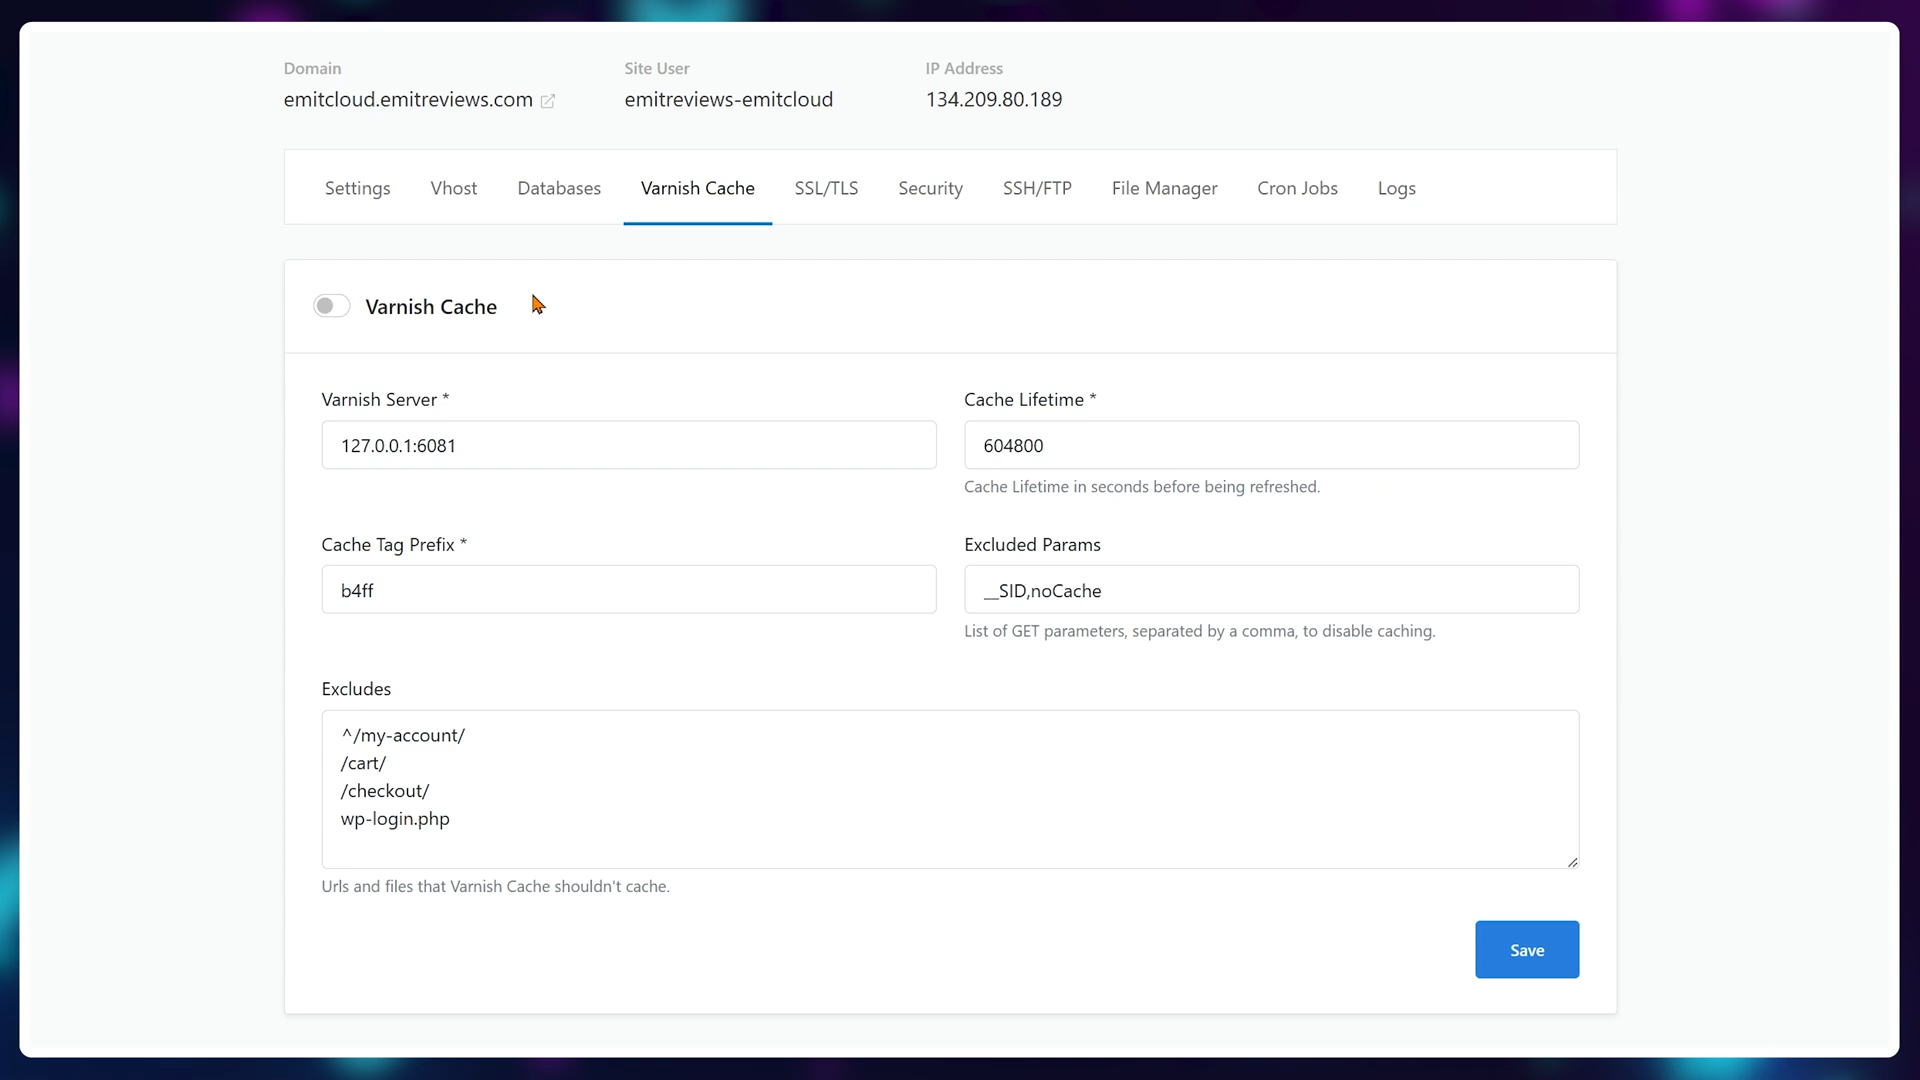 Domain
emitcloud.emitreviews.com
Site User
emitreviews-emitcloud
IP Address
134.209.80.189
Settings Vhost Databases Varnish Cache SSL/TLS Security SSH/FTP File Manager Cron Jobs Logs
Varnish Cache
Varnish Server *
127.0.0.1:6081
Cache Lifetime *
604800
Cache Lifetime in seconds before being refreshed.
Cache Tag Prefix *
b4ff
Excluded Params
__SID,noCache
List of GET parameters, separated by a comma, to disable caching.
Excludes
^/my-account/
/cart/
/checkout/
wp-login.php
Urls and files that Varnish Cache shouldn't cache.
Save